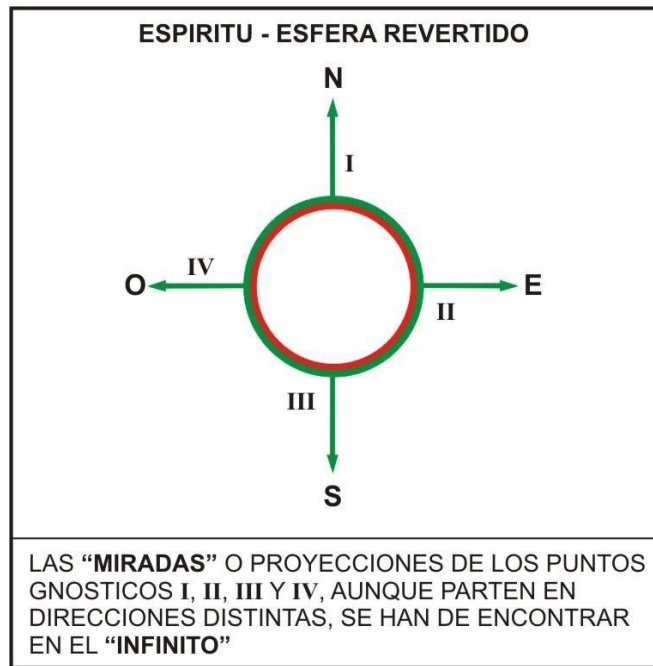 ESPIRITU - ESFERA REVERTIDO
N
I
O
IV
E
II
III
S
LAS “MIRADAS” O PROYECCIONES DE LOS PUNTOS
GNOSTICOS I, II, III Y IV, AUNQUE PARTEN EN
DIRECCIONES DISTINTAS, SE HAN DE ENCONTRAR
EN EL “INFINITO”